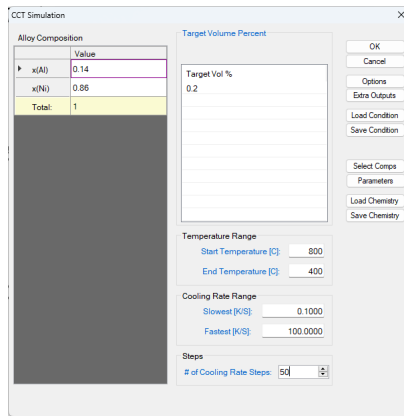 CCT Simulation
Alloy Composition
Value
x(Al) 0.14
x(Ni) 0.86
Total: 1
Target Volume Percent
Target Vol %
0.2
Temperature Range
Start Temperature [C]: 800
End Temperature [C]: 400
Cooling Rate Range
Slowest [K/S]: 0.1000
Fastest [K/S]: 100.0000
Steps
# of Cooling Rate Steps: 50
OK
Cancel
Options
Extra Outputs
Load Condition
Save Condition
Select Comps
Parameters
Load Chemistry
Save Chemistry